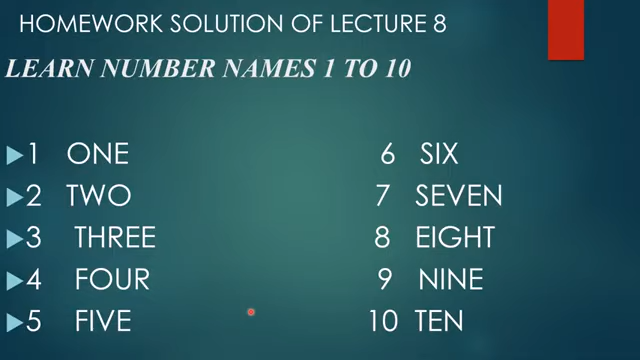 HOMEWORK SOLUTION OF LECTURE 8
LEARN NUMBER NAMES 1 TO 10
1 ONE 6 SIX
2 TWO 7 SEVEN
3 THREE 8 EIGHT
4 FOUR 9 NINE
5 FIVE 10 TEN